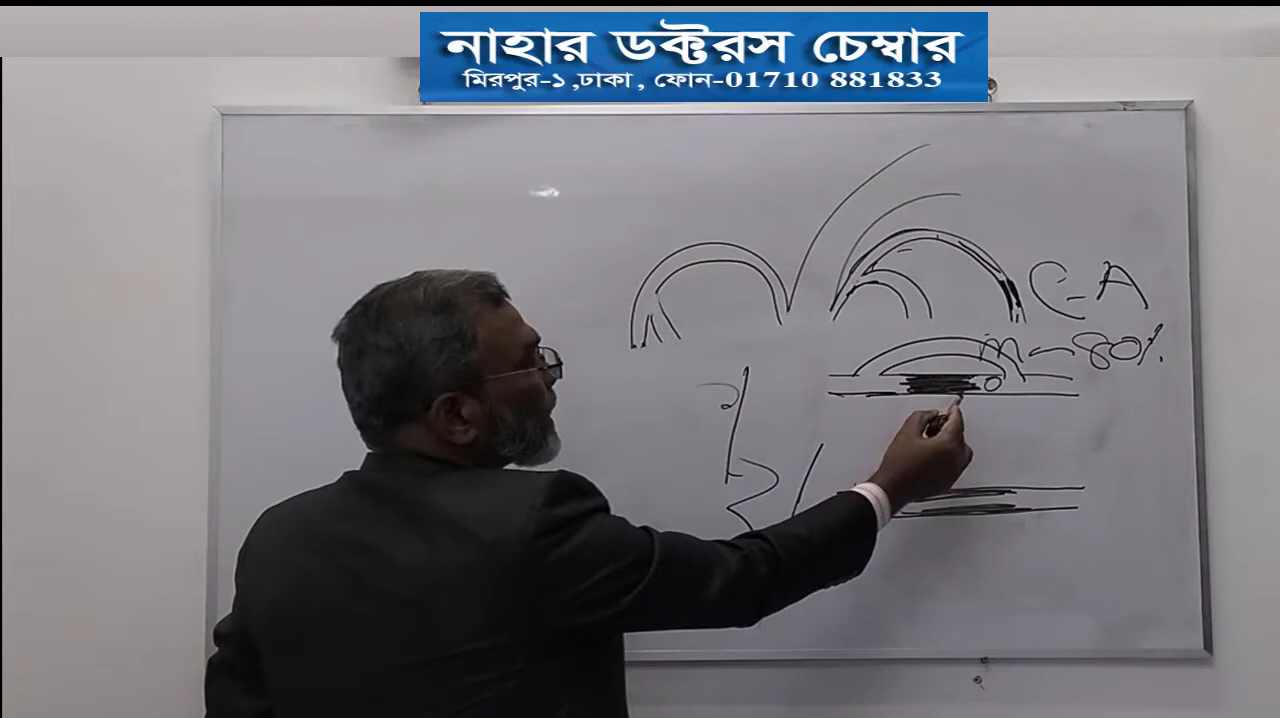 নাহার ডক্টরস চেম্বার
মিরপুর-১ ,ঢাকা , ফোন-01710 881833
C-A
m-80%